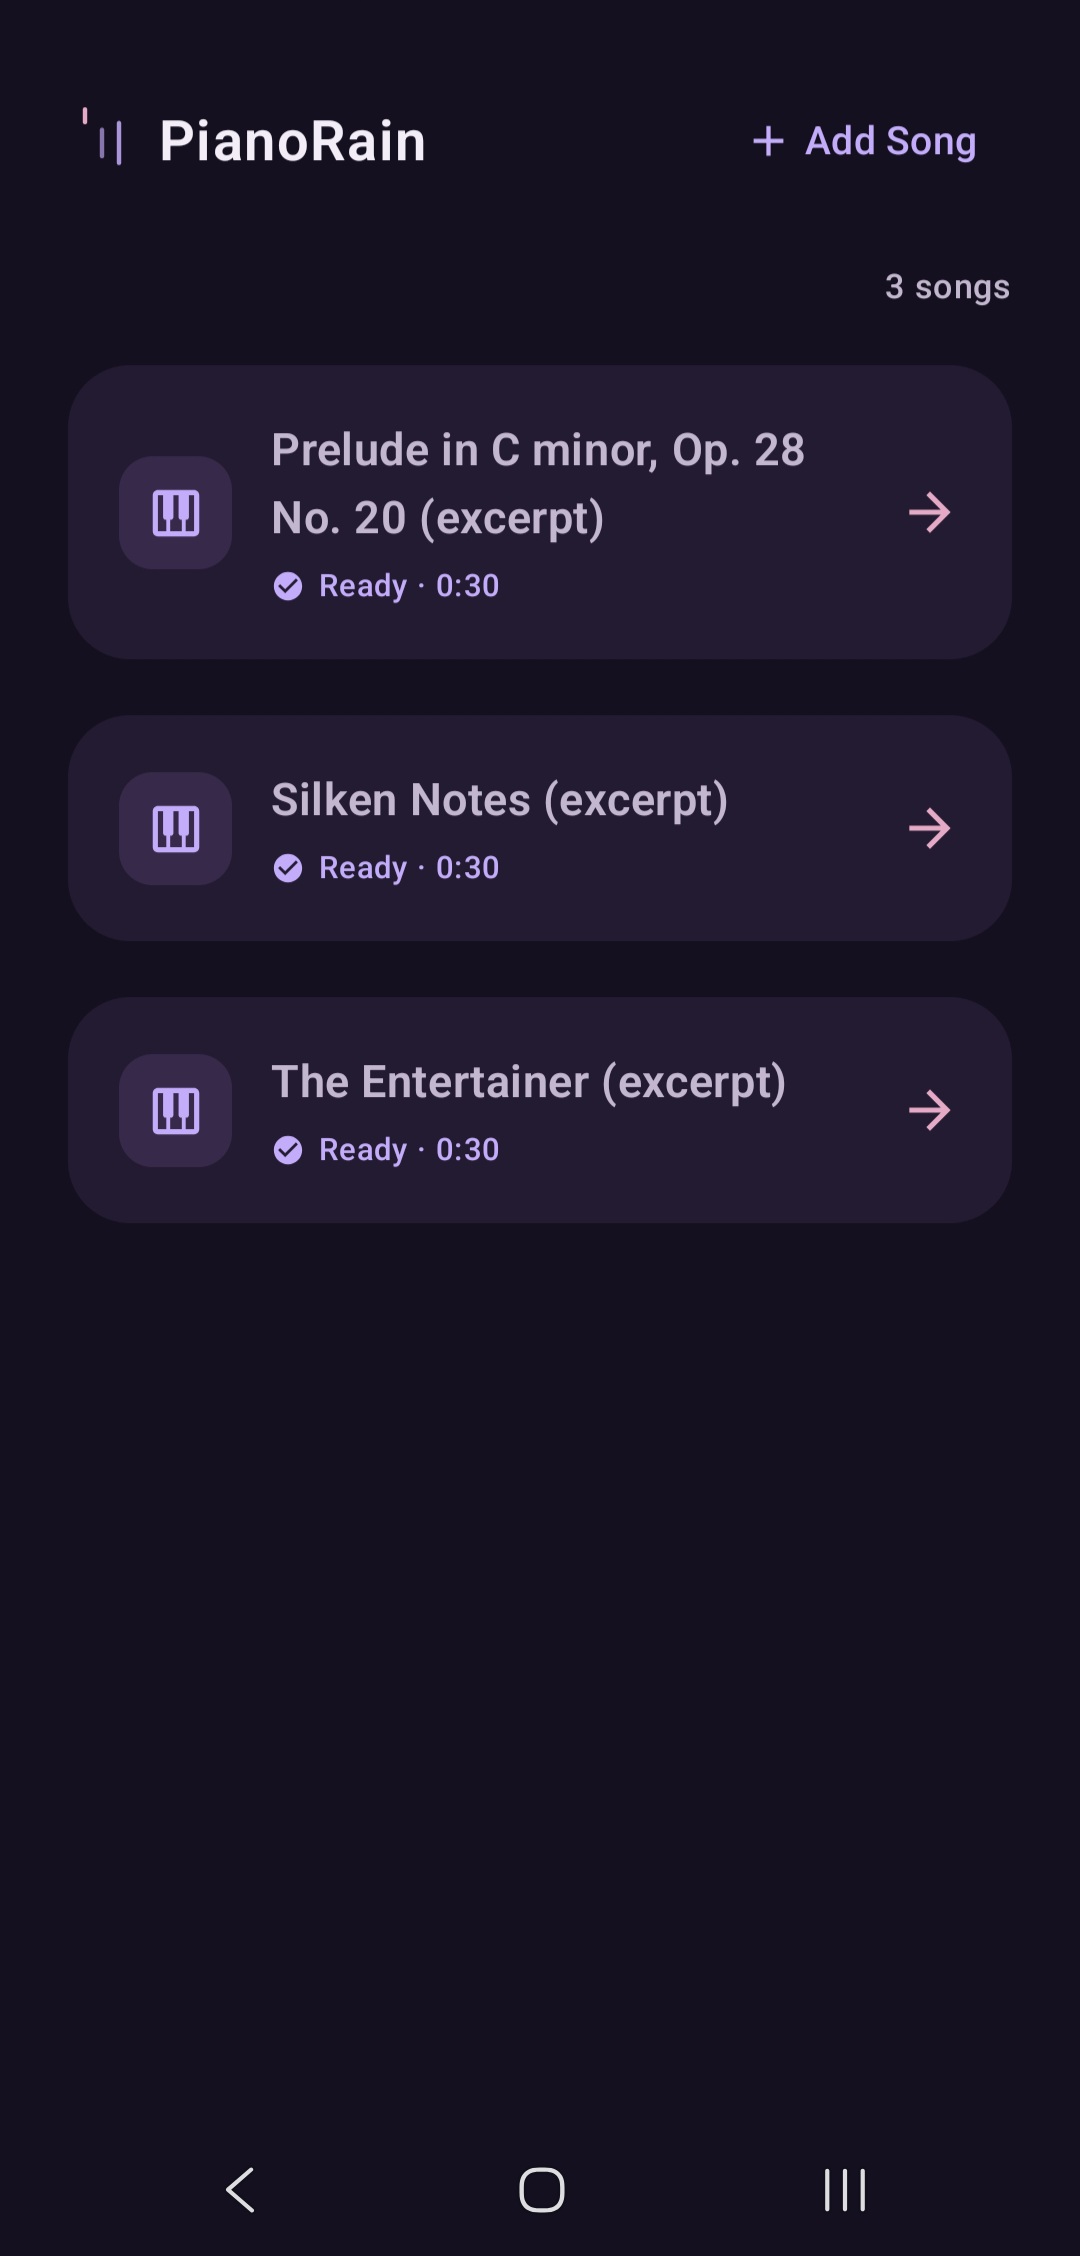 PianoRain
Add Song
3 songs
Prelude in C minor, Op. 28
No. 20 (excerpt)
Ready · 0:30
Silken Notes (excerpt)
Ready · 0:30
The Entertainer (excerpt)
Ready · 0:30